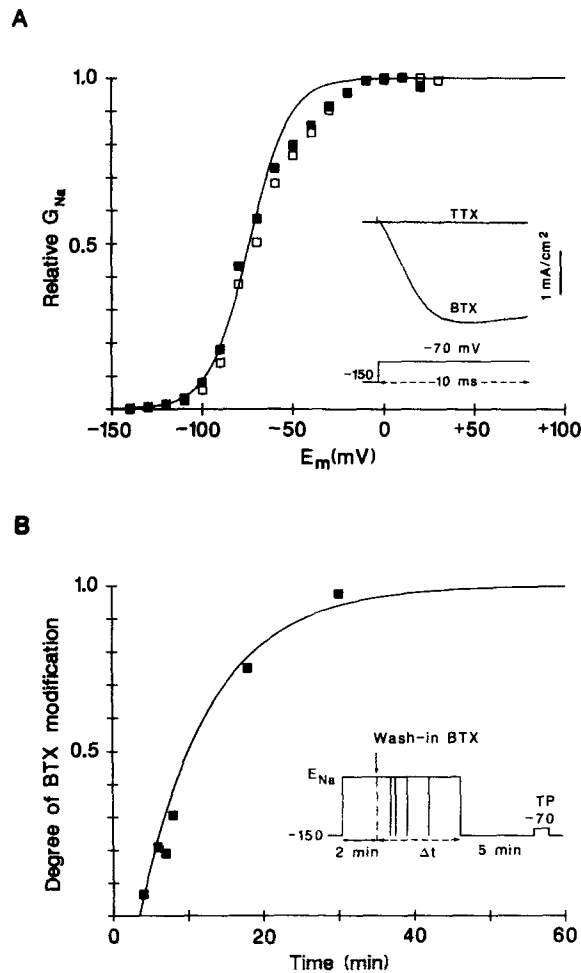 A
1.0
0.5
Relative G_Na
TTX
BTX
1 mA/cm²
-70 mV
-150
10 ms
-150 -100 -50 0 +50 +100
E_m(mV)
B
1.0
0.5
Degree of BTX modification
Wash-in BTX
E_Na
-150
2 min
Δt
5 min
TP
-70
0 20 40 60
Time (min)